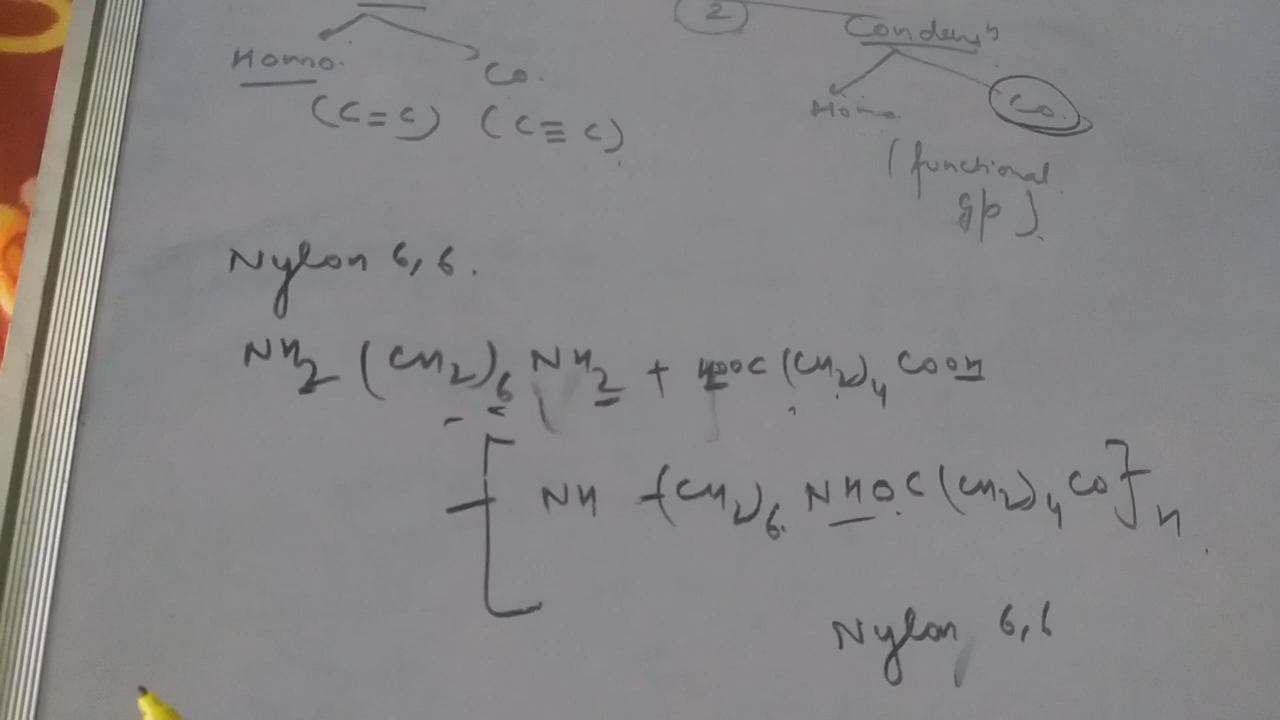 2 Condensⁿ
Homo. Co. Homo. Co.
(C=C) (C≡C) (functional
gp).
Nylon 6,6.
NH₂ (CH₂)₆ NH₂ + HOOC (CH₂)₄ COOH
[ NH (CH₂)₆ NHOC (CH₂)₄ CO ]n
Nylon 6,6